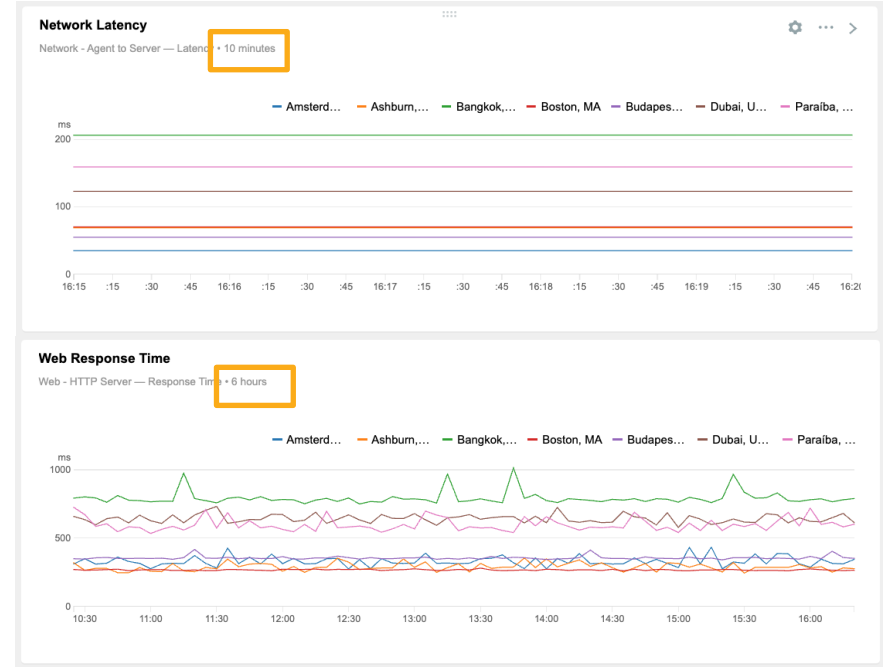 Network Latency
Network - Agent to Server — Latency • 10 minutes
Amsterd... Ashburn,... Bangkok,... Boston, MA Budapes... Dubai, U... Paraíba, ...
ms
200
100
0
16:15 :15 :30 :45 16:16 :15 :30 :45 16:17 :15 :30 :45 16:18 :15 :30 :45 16:19 :15 :30 :45 16:20
Web Response Time
Web - HTTP Server — Response Time • 6 hours
Amsterd... Ashburn,... Bangkok,... Boston, MA Budapes... Dubai, U... Paraíba, ...
ms
1000
500
0
10:30 11:00 11:30 12:00 12:30 13:00 13:30 14:00 14:30 15:00 15:30 16:00